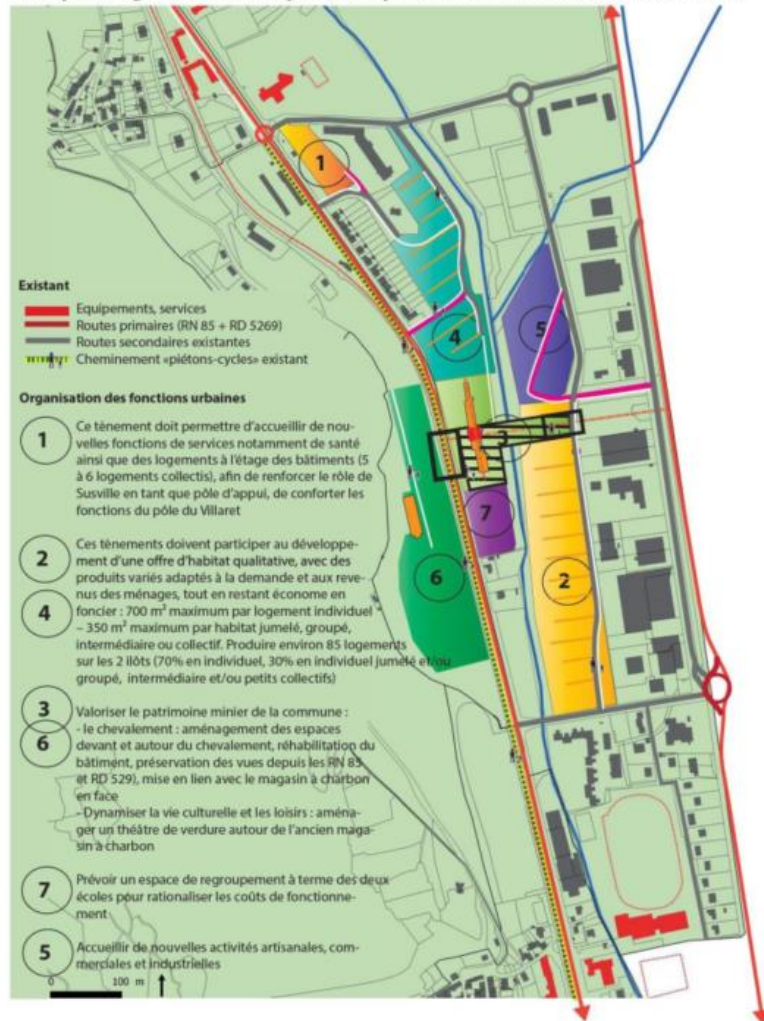 Existant
Equipements, services
Routes primaires (RN 85 + RD 5269)
Routes secondaires existantes
Cheminement «piétons-cycles» existant
Organisation des fonctions urbaines
1
Ce tènement doit permettre d'accueillir de nou-
velles fonctions de services notamment de santé
ainsi que des logements à l'étage des bâtiments (5
à 6 logements collectis), afin de renforcer le rôle de
Susville en tant que pôle d'appui, de conforter les
fonctions du pôle du Villaret
2
4
Ces tènements doivent participer au développe-
ment d'une offre d'habitat qualitative, avec des
produits variés adaptés à la demande et aux reve-
nus des ménages, tout en restant économe en
foncier : 700 m² maximum par logement individuel
– 350 m² maximum par habitat jumelé, groupé,
intermédiaire ou collectif. Produire environ 85 logements
sur les 2 ilôts (70% en individuel, 30% en individuel jumelé et/ou
groupé, intermédiaire et/ou petits collectifs)
3
6
Valoriser le patrimoine minier de la commune :
- le chevalement : aménagement des espaces
devant et autour du chevalement, réhabilitation du
bâtiment, préservation des vues depuis les RN 85
et RD 529), mise en lien avec le magasin à charbon
en face
- Dynamiser la vie culturelle et les loisirs : aména-
ger un théâtre de verdure autour de l'ancien maga-
sin à charbon
7
Prévoir un espace de regroupement à terme des deux
écoles pour rationaliser les coûts de fonctionne-
ment
5
Accueillir de nouvelles activités artisanales, com-
merciales et industrielles
0 100 m
1
4
5
3
7
6
2